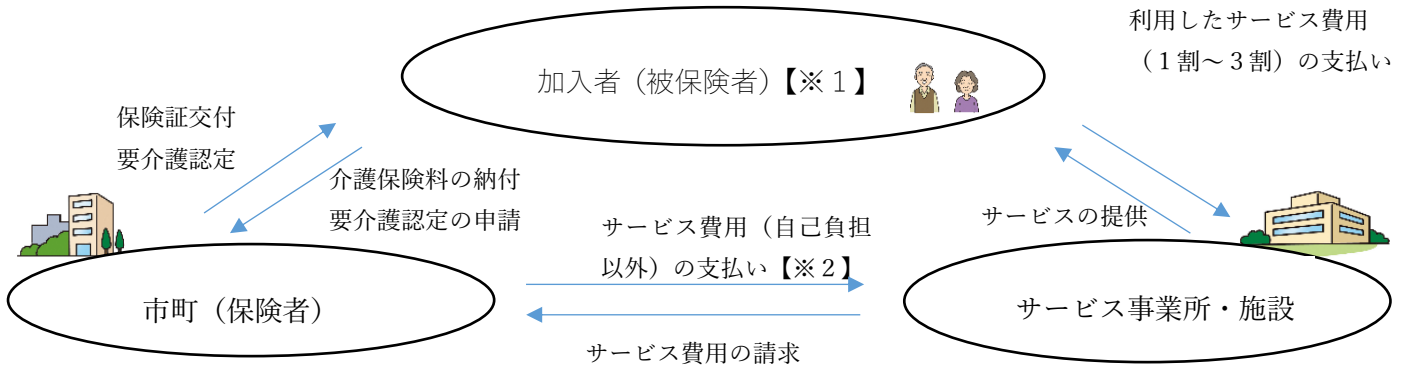 利用したサービス費用
（１割～３割）の支払い
加入者（被保険者）【※１】
保険証交付
要介護認定
介護保険料の納付
要介護認定の申請
サービス費用（自己負担
以外）の支払い【※２】
サービスの提供
市町（保険者）
サービス事業所・施設
サービス費用の請求